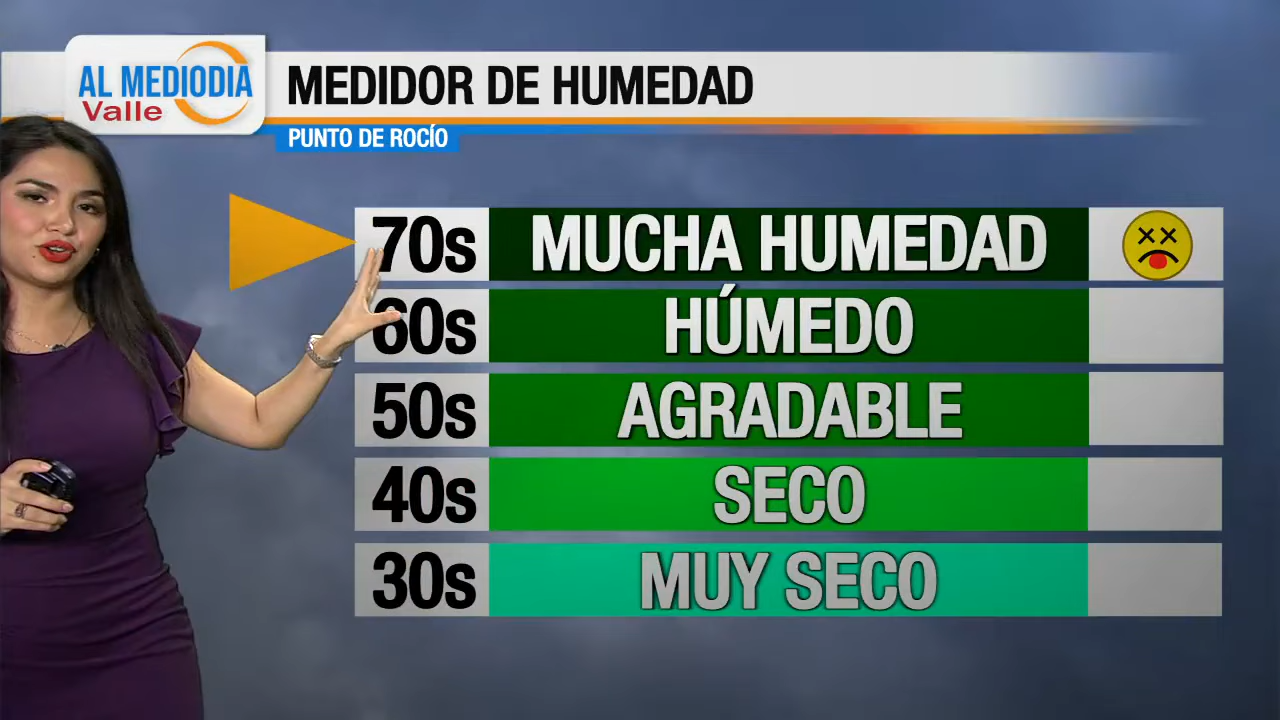 AL MEDIODIA
Valle
MEDIDOR DE HUMEDAD
PUNTO DE ROCÍO
70s MUCHA HUMEDAD
60s HÚMEDO
50s AGRADABLE
40s SECO
30s MUY SECO